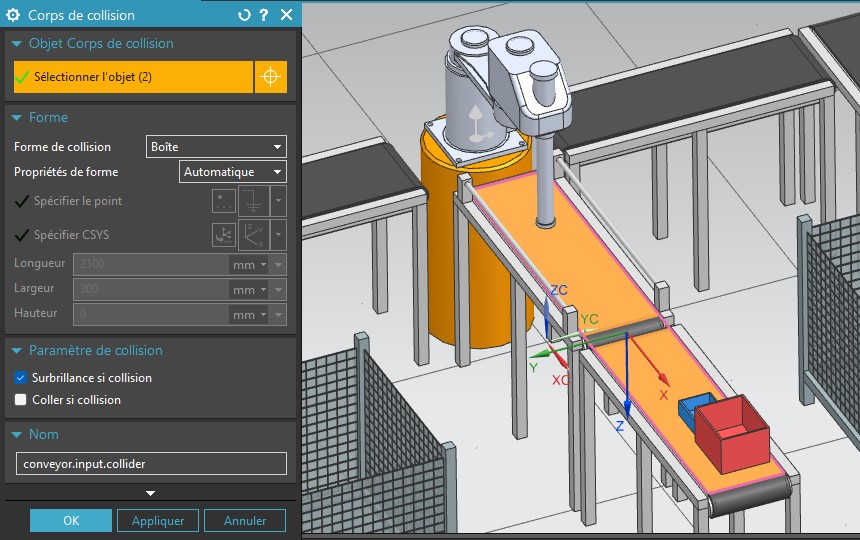 Corps de collision
?
Objet Corps de collision
Sélectionner l'objet (2)
Forme
Forme de collision Boîte
Propriétés de forme Automatique
Spécifier le point
Spécifier CSYS
Longueur 2100 mm
Largeur 300 mm
Hauteur 0 mm
Paramètre de collision
Surbrillance si collision
Coller si collision
Nom
conveyor.input.collider
OK Appliquer Annuler
ZC
YC
Y
XC
X
Z